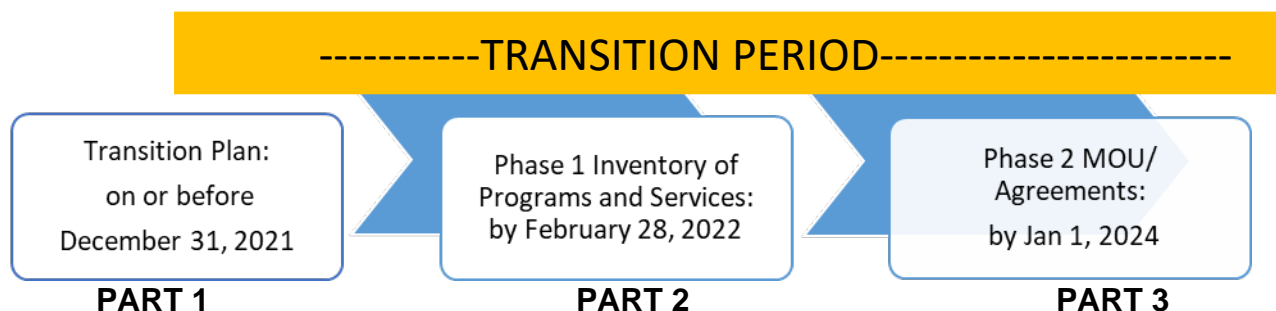 -----------TRANSITION PERIOD------------------------
Transition Plan:
on or before
December 31, 2021
Phase 1 Inventory of
Programs and Services:
by February 28, 2022
Phase 2 MOU/
Agreements:
by Jan 1, 2024
PART 1
PART 2
PART 3